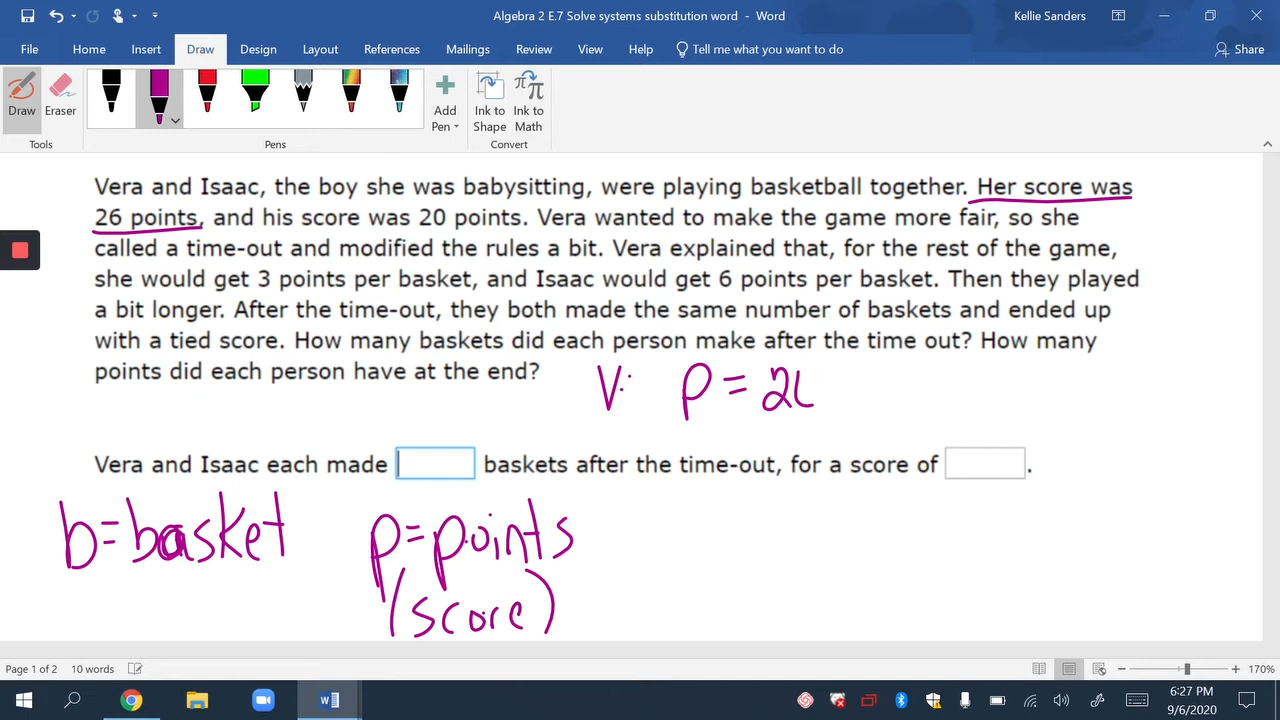 Algebra 2 E.7 Solve systems substitution word - Word
Kellie Sanders
File Home Insert Draw Design Layout References Mailings Review View Help Tell me what you want to do Share
Draw Eraser Add Pen Ink to Shape Ink to Math
Tools Pens Convert
Vera and Isaac, the boy she was babysitting, were playing basketball together. Her score was
26 points, and his score was 20 points. Vera wanted to make the game more fair, so she
called a time-out and modified the rules a bit. Vera explained that, for the rest of the game,
she would get 3 points per basket, and Isaac would get 6 points per basket. Then they played
a bit longer. After the time-out, they both made the same number of baskets and ended up
with a tied score. How many baskets did each person make after the time out? How many
points did each person have at the end?
V: p = 2
Vera and Isaac each made baskets after the time-out, for a score of .
b=basket p=points
(score)
Page 1 of 2 10 words 170%
6:27 PM
9/6/2020